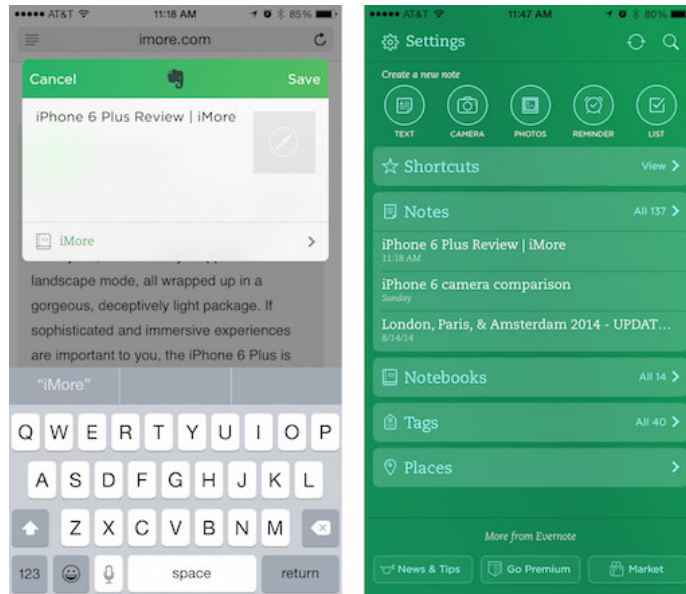 AT&T 11:18 AM 85%
imore.com
Cancel Save
iPhone 6 Plus Review | iMore
iMore
landscape mode, all wrapped up in a
gorgeous, deceptively light package. If
sophisticated and immersive experiences
are important to you, the iPhone 6 Plus is
“iMore”
Q W E R T Y U I O P
A S D F G H J K L
Z X C V B N M
123 space return
AT&T 11:47 AM 80%
Settings
Create a new note
TEXT CAMERA PHOTOS REMINDER LIST
Shortcuts View
Notes All 137
iPhone 6 Plus Review | iMore
11:18 AM
iPhone 6 camera comparison
Sunday
London, Paris, & Amsterdam 2014 - UPDAT...
8/14/14
Notebooks All 14
Tags All 40
Places
More from Evernote
News & Tips Go Premium Market